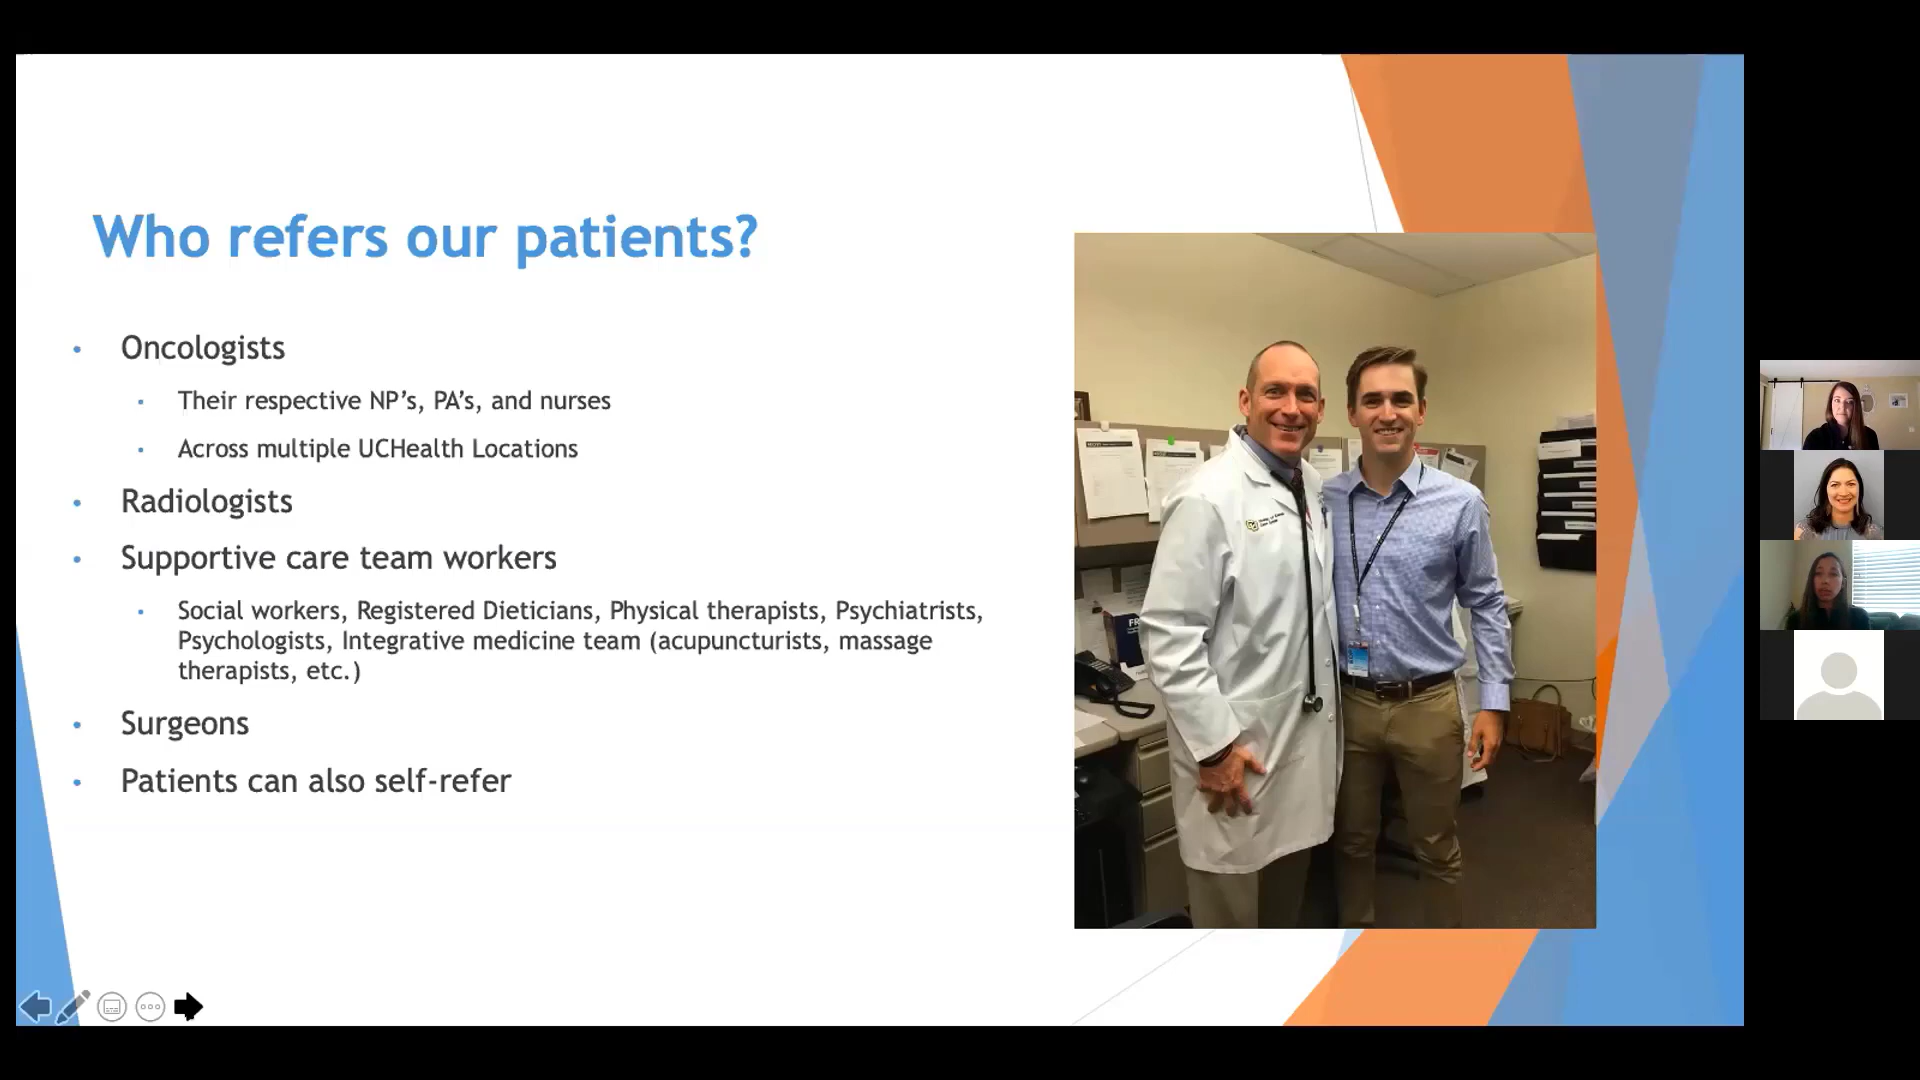 Who refers our patients?
• Oncologists
• Their respective NP’s, PA’s, and nurses
• Across multiple UCHealth Locations
• Radiologists
• Supportive care team workers
• Social workers, Registered Dieticians, Physical therapists, Psychiatrists,
Psychologists, Integrative medicine team (acupuncturists, massage
therapists, etc.)
• Surgeons
• Patients can also self-refer